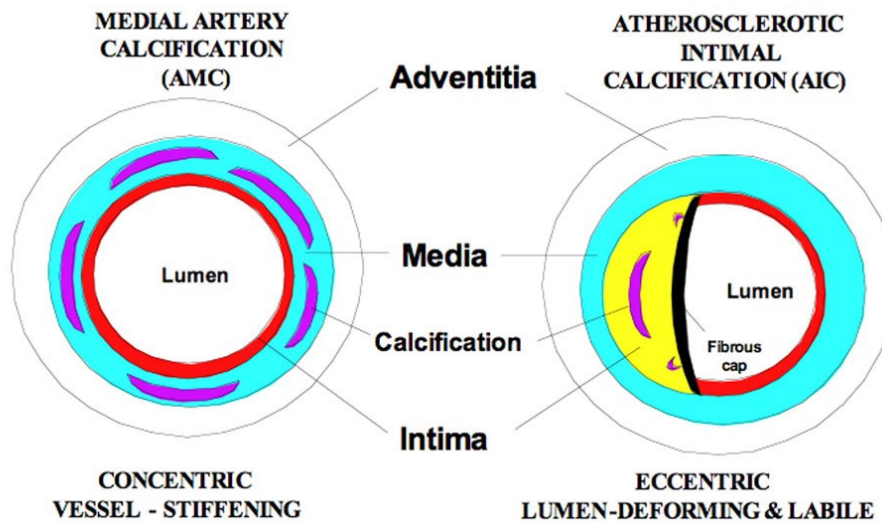 MEDIAL ARTERY
CALCIFICATION
(AMC)
ATHEROSCLEROTIC
INTIMAL
CALCIFICATION (AIC)
Adventitia
Media
Calcification
Intima
Lumen
Lumen
Fibrous
cap
CONCENTRIC
VESSEL - STIFFENING
ECCENTRIC
LUMEN-DEFORMING & LABILE